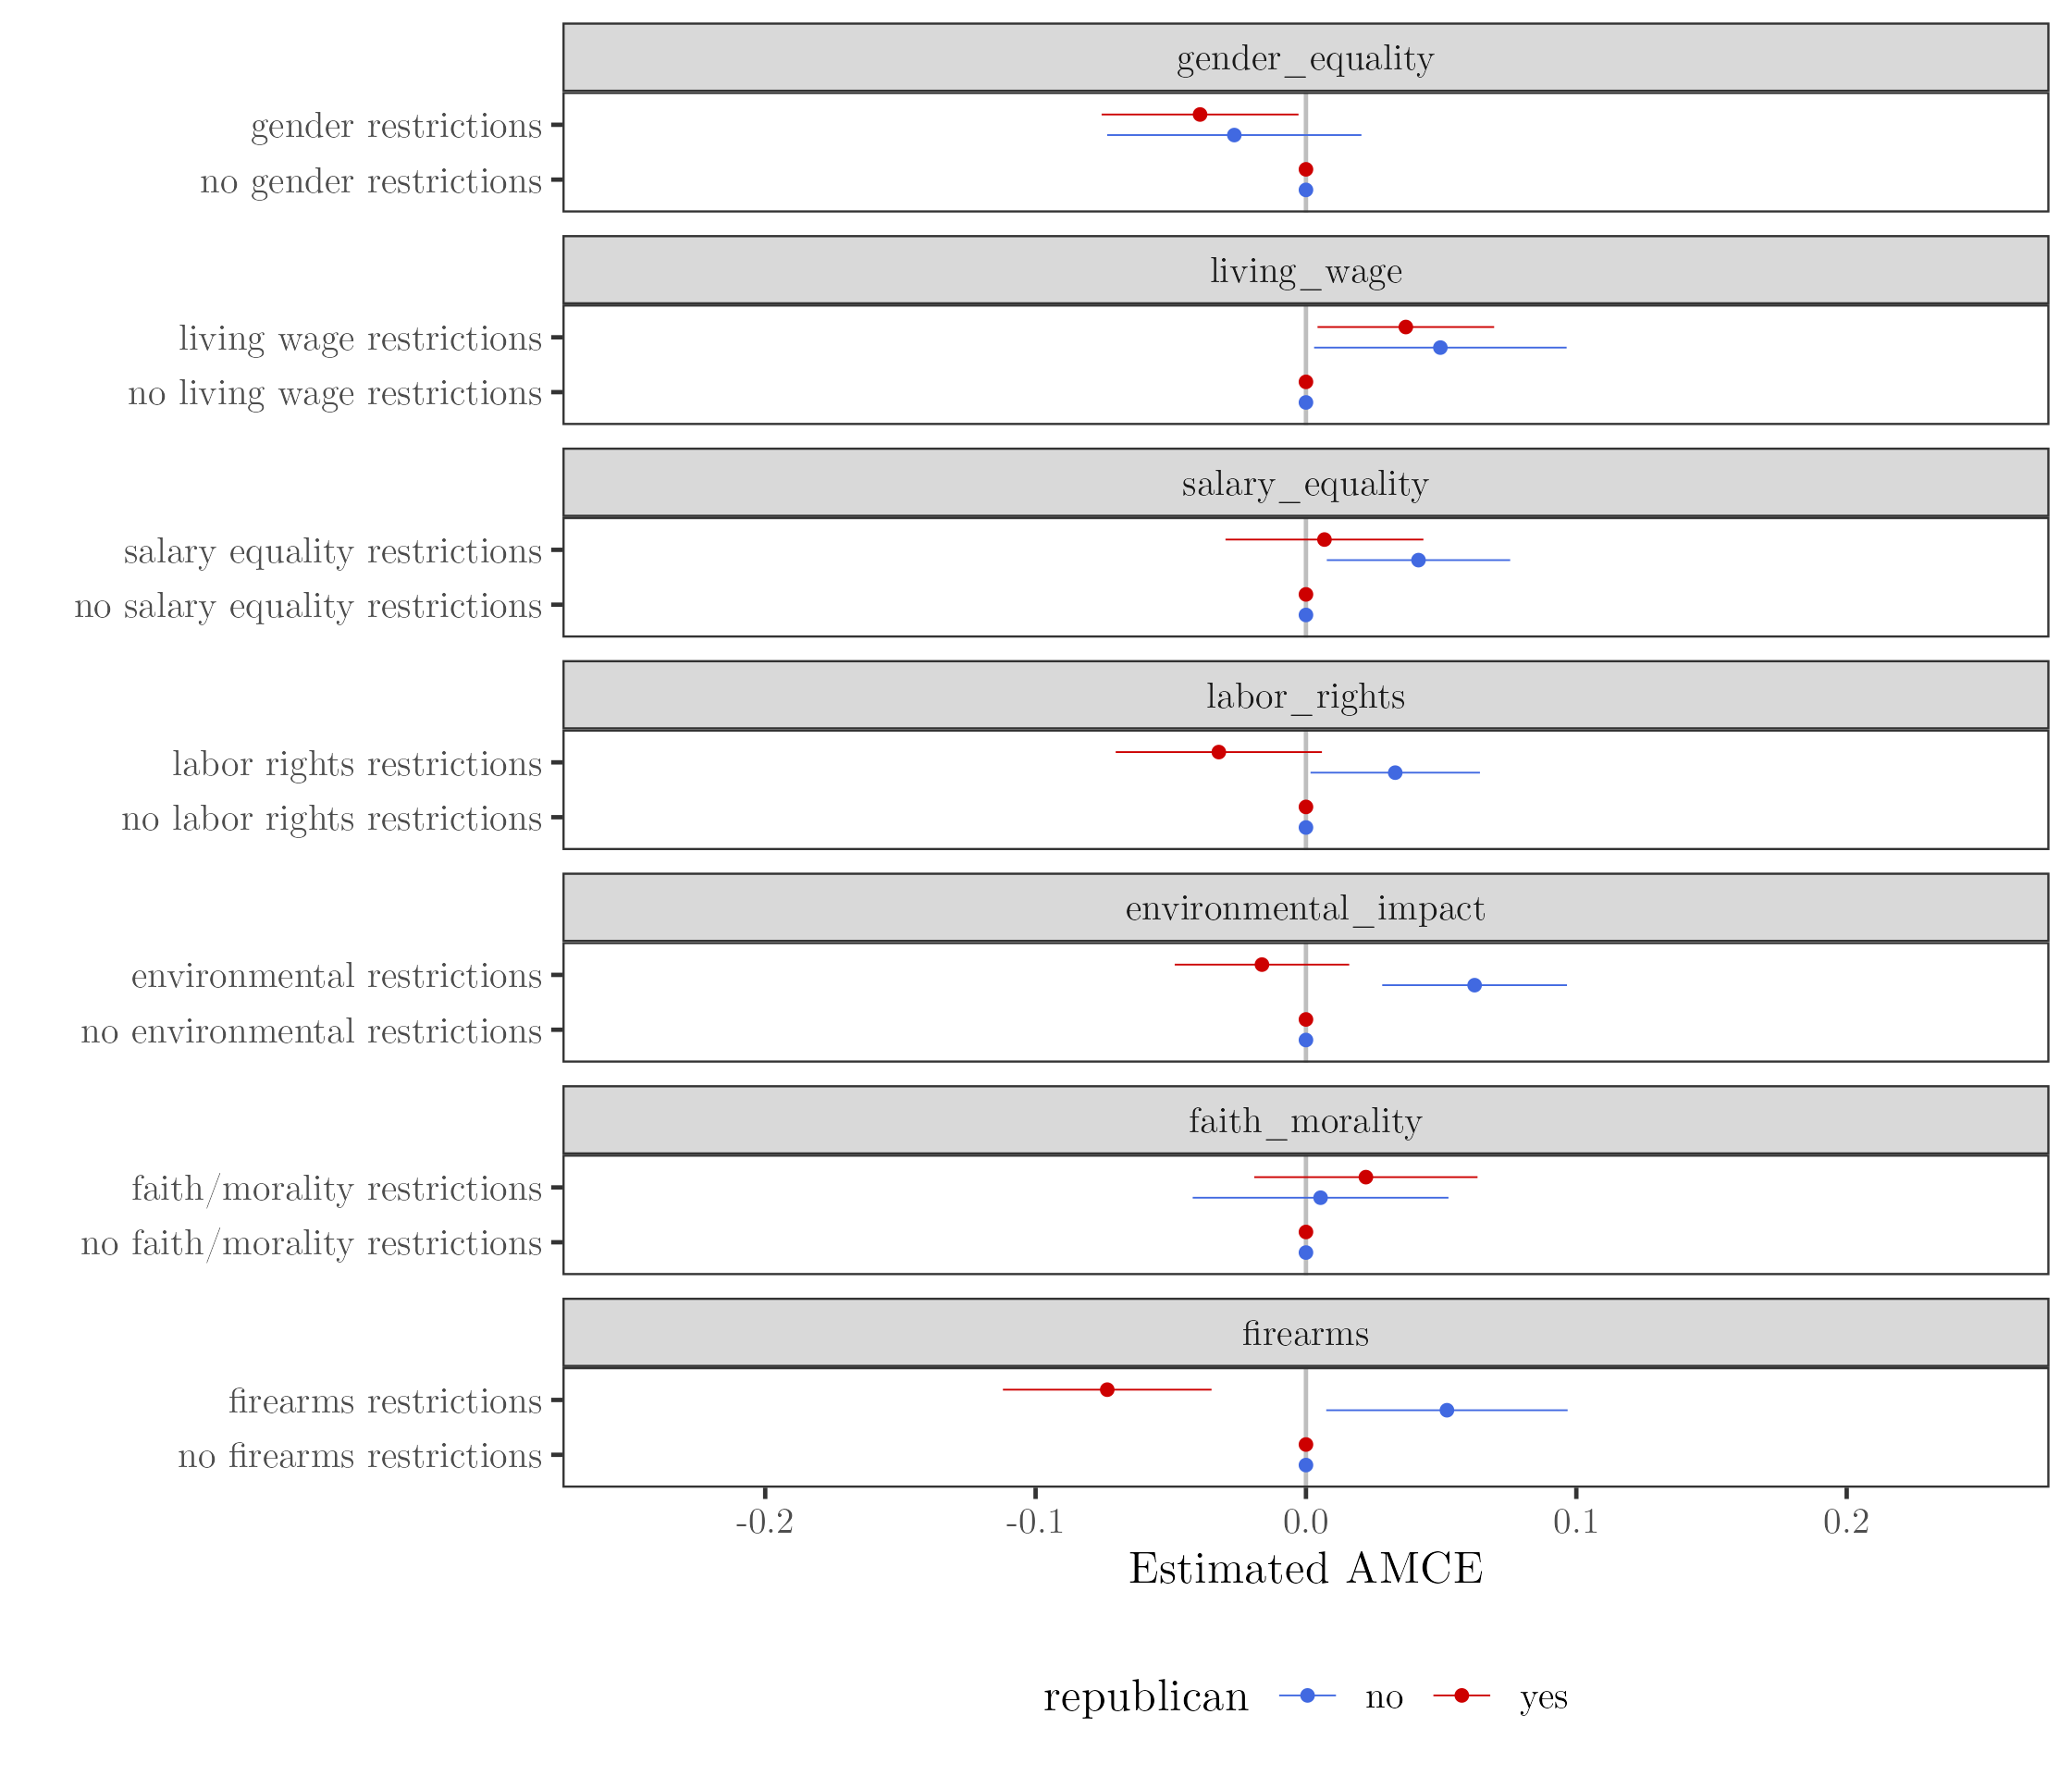 gender_equality
gender restrictions
no gender restrictions
living_wage
living wage restrictions
no living wage restrictions
salary_equality
salary equality restrictions
no salary equality restrictions
labor_rights
labor rights restrictions
no labor rights restrictions
environmental_impact
environmental restrictions
no environmental restrictions
faith_morality
faith/morality restrictions
no faith/morality restrictions
firearms
firearms restrictions
no firearms restrictions
-0.2 -0.1 0.0 0.1 0.2
Estimated AMCE
republican no yes